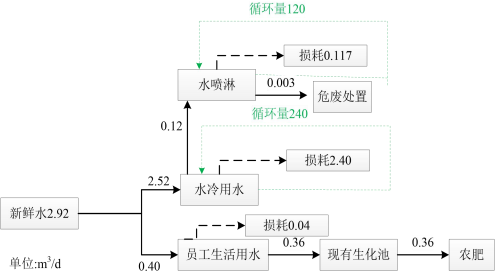 循环量120
损耗0.117
水喷淋
0.003
危废处置
循环量240
0.12
损耗2.40
2.52
水冷用水
新鲜水2.92
损耗0.04
0.40
员工生活用水
0.36
现有生化池
0.36
农肥
单位:m³/d